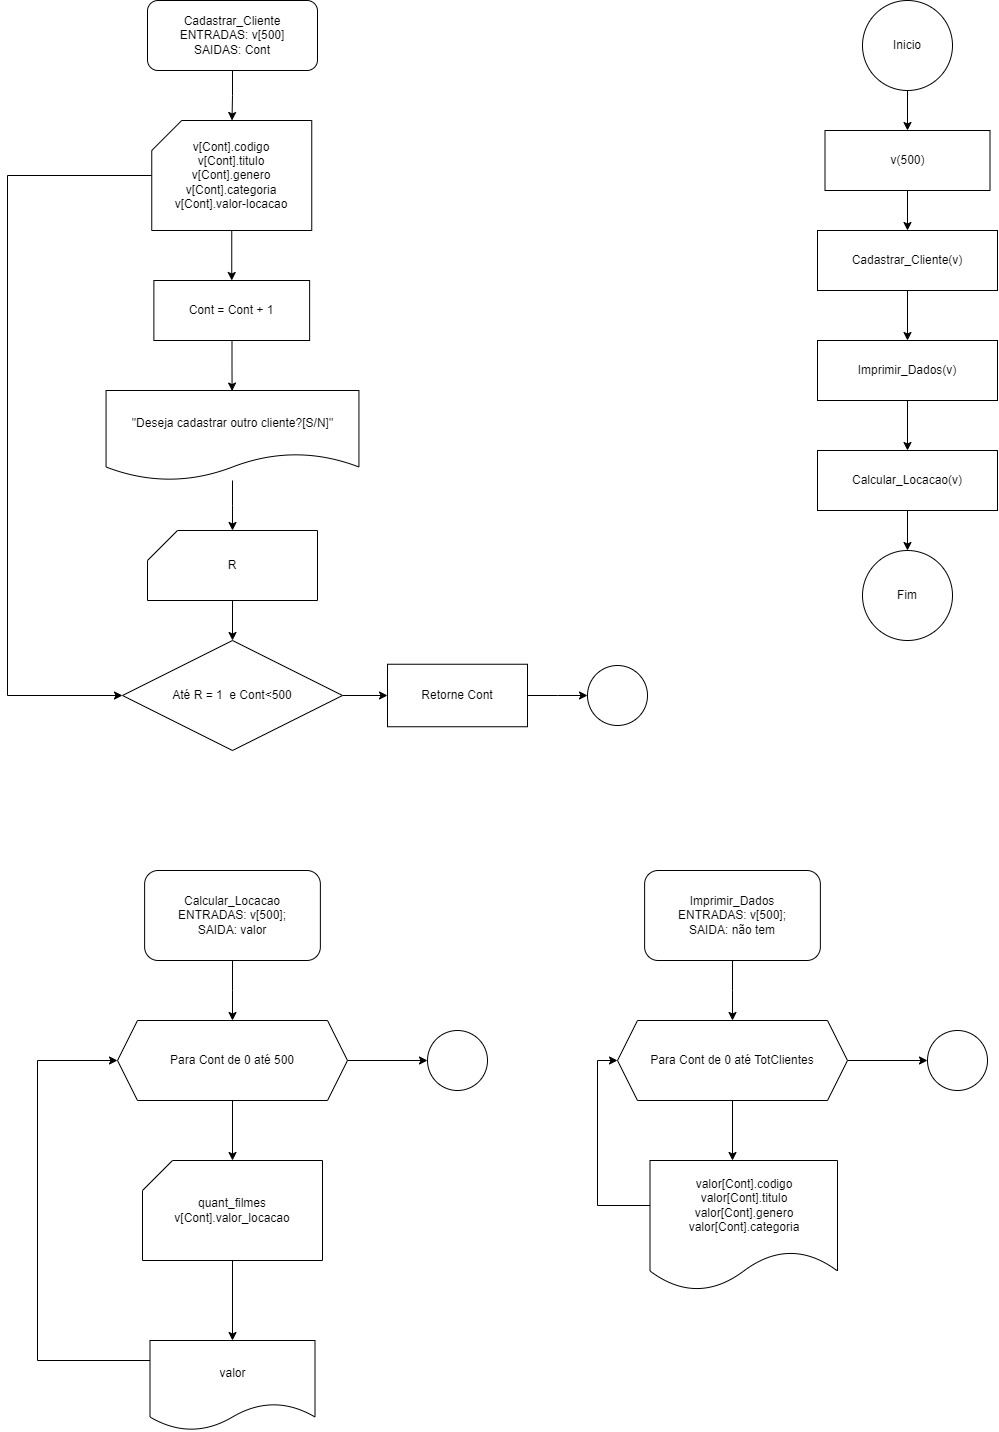 Cadastrar_Cliente
ENTRADAS: v[500]
SAIDAS: Cont
v[Cont].codigo
v[Cont].titulo
v[Cont].genero
v[Cont].categoria
v[Cont].valor-locacao
Cont = Cont + 1
"Deseja cadastrar outro cliente?[S/N]"
R
Até R = 1 e Cont<500
Retorne Cont
Inicio
v(500)
Cadastrar_Cliente(v)
Imprimir_Dados(v)
Calcular_Locacao(v)
Fim
Calcular_Locacao
ENTRADAS: v[500];
SAIDA: valor
Para Cont de 0 até 500
quant_filmes
v[Cont].valor_locacao
valor
Imprimir_Dados
ENTRADAS: v[500];
SAIDA: não tem
Para Cont de 0 até TotClientes
valor[Cont].codigo
valor[Cont].titulo
valor[Cont].genero
valor[Cont].categoria